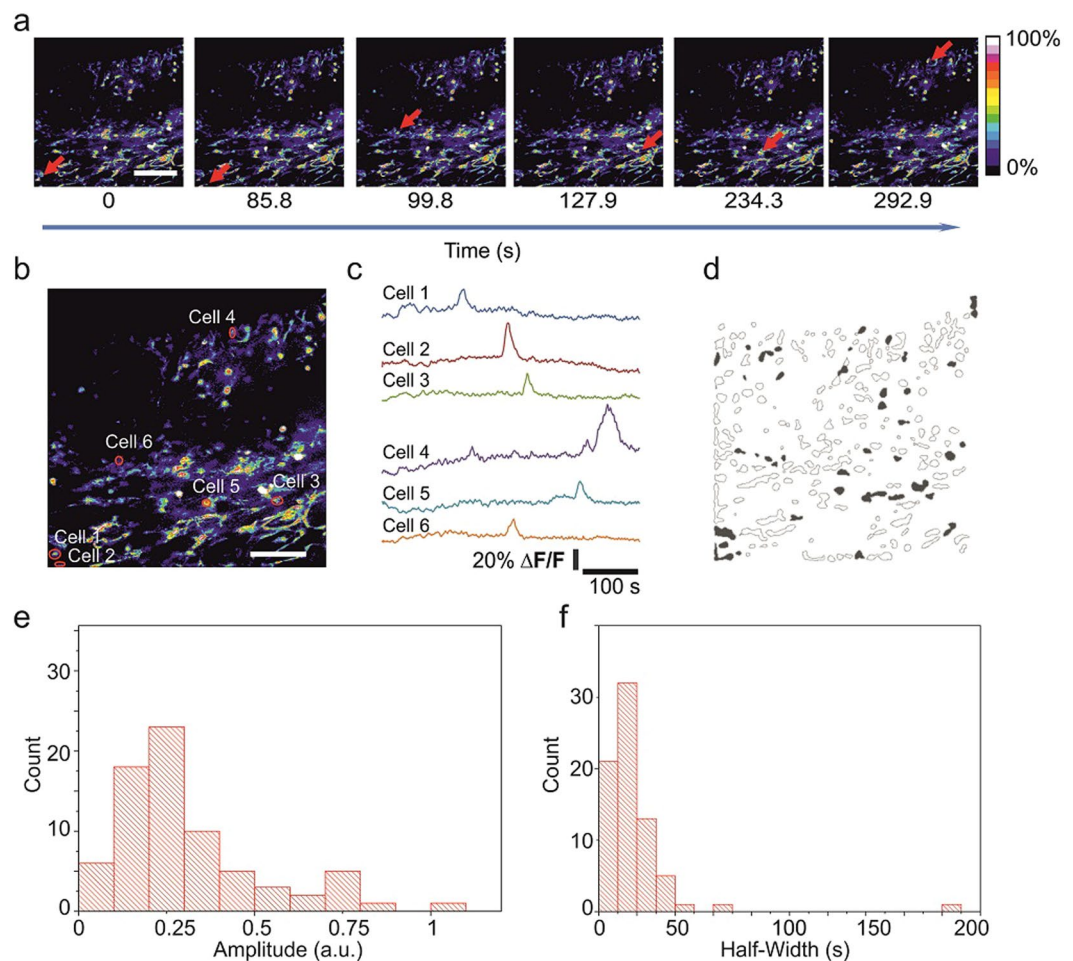 a
100%
0%
0 85.8 99.8 127.9 234.3 292.9
Time (s)
b
Cell 4
Cell 6
Cell 5
Cell 3
Cell 1
Cell 2
c
Cell 1
Cell 2
Cell 3
Cell 4
Cell 5
Cell 6
20% ΔF/F
100 s
d
e
30
20
10
0
Count
0 0.25 0.5 0.75 1
Amplitude (a.u.)
f
30
20
10
0
Count
0 50 100 150 200
Half-Width (s)